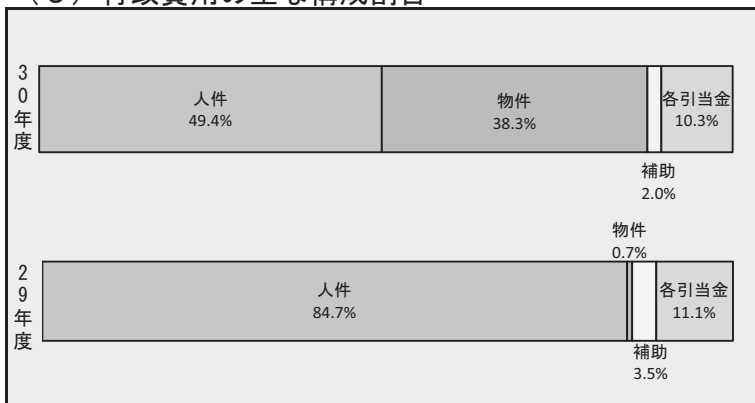 30年度
人件
49.4%
物件
38.3%
各引当金
10.3%
補助
2.0%
29年度
人件
84.7%
物件
0.7%
各引当金
11.1%
補助
3.5%